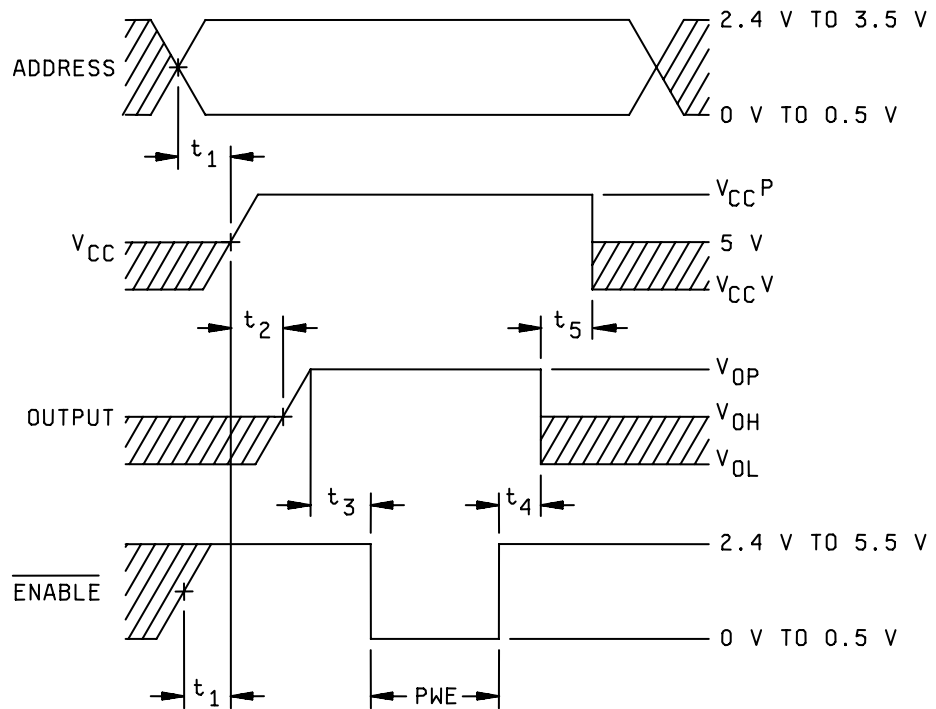 2.4 V TO 3.5 V
ADDRESS
0 V TO 0.5 V
t1
VCCP
VCC
5 V
VCCV
t2
t5
VOP
OUTPUT
VOH
VOL
t3
t4
2.4 V TO 5.5 V
ENABLE
0 V TO 0.5 V
t1
PWE